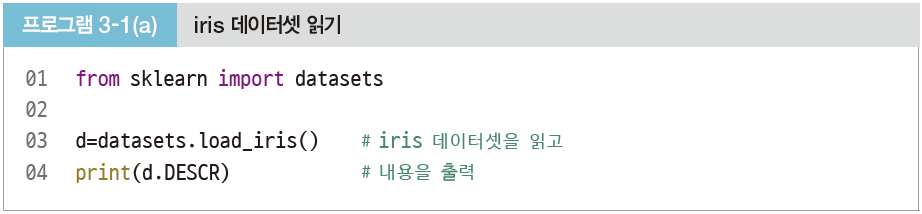 프로그램 3-1(a) iris 데이터셋 읽기
01 from sklearn import datasets
02
03 d=datasets.load_iris() # iris 데이터셋을 읽고
04 print(d.DESCR) # 내용을 출력